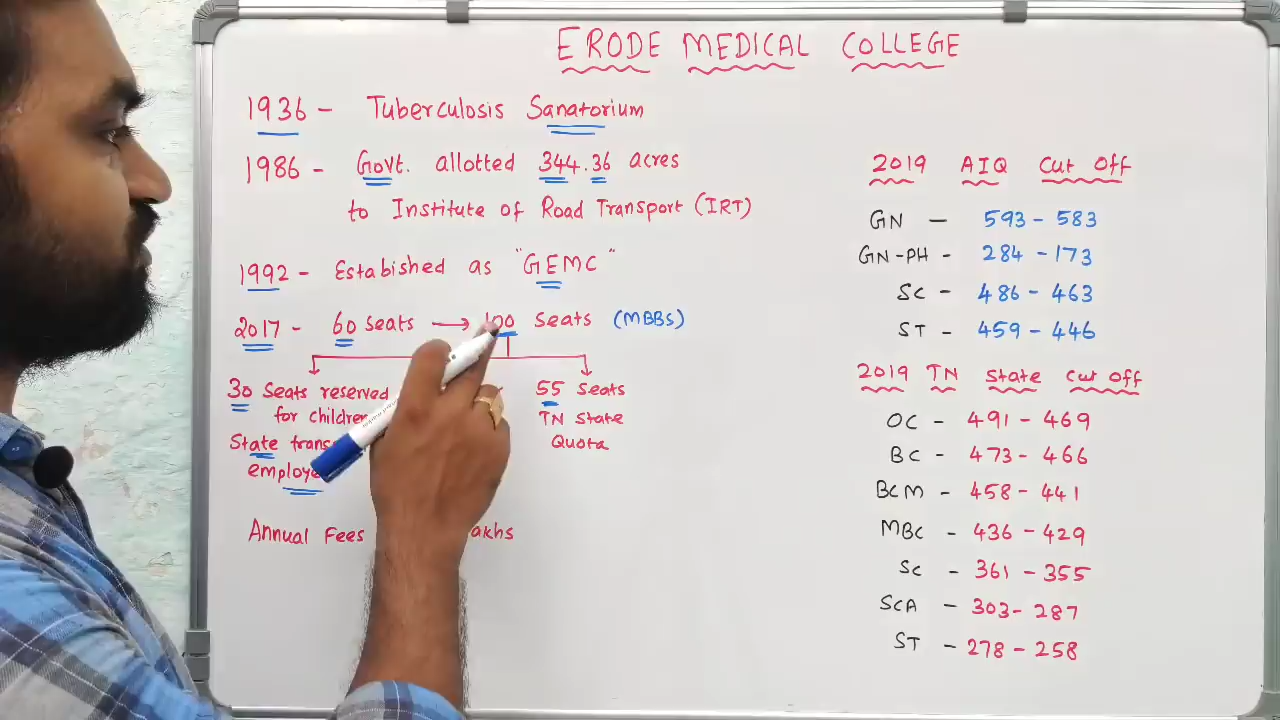 ERODE MEDICAL COLLEGE
1936 - Tuberculosis Sanatorium
1986 - Govt. allotted 344.36 acres
to Institute of Road Transport (IRT)
1992 - Estabished as "GEMC"
2017 - 60 Seats → 100 Seats (MBBS)
30 Seats reserved
for children
State
55 Seats
TN State
Quota
Annual Fees
2019 AIQ Cut Off
GN - 593 - 583
GN-PH - 284 - 173
SC - 486 - 463
ST - 459 - 446
2019 TN State Cut Off
OC - 491 - 469
BC - 473 - 466
BCM - 458 - 441
MBC - 436 - 429
SC - 361 - 355
SCA - 303 - 287
ST - 278 - 258